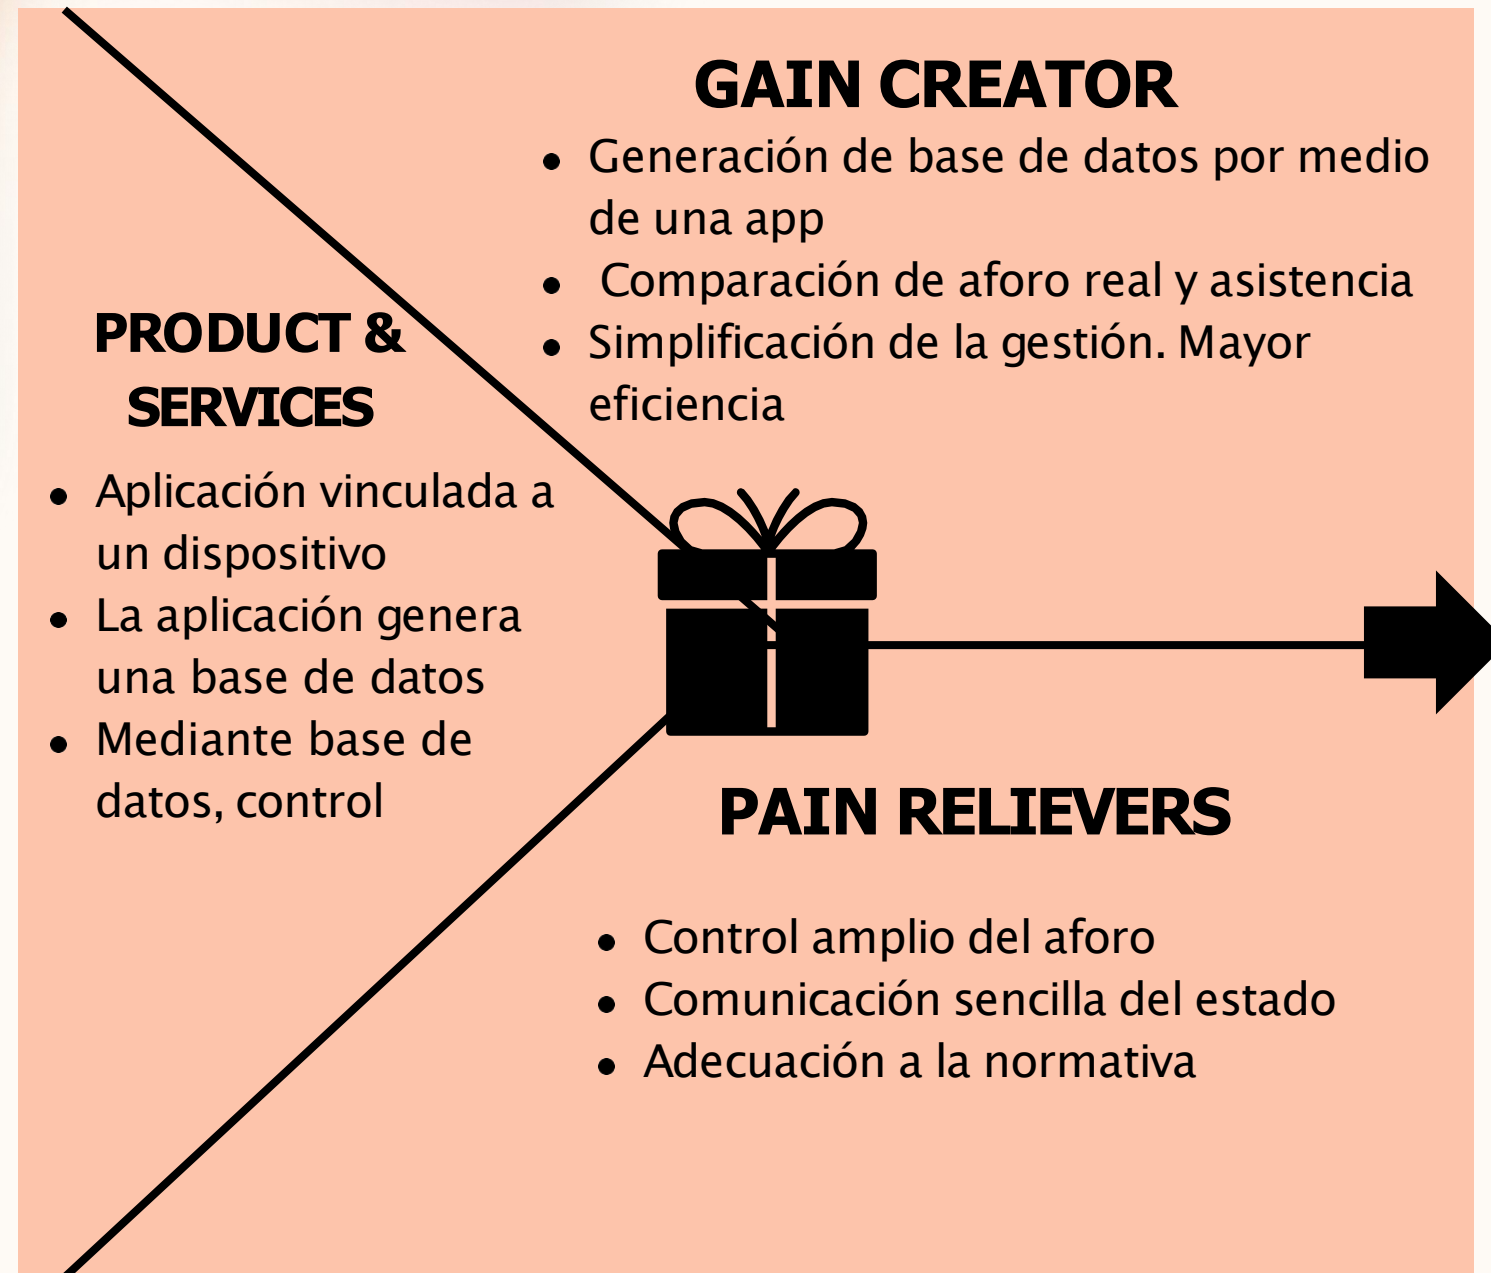 GAIN CREATOR
• Generación de base de datos por medio
de una app
• Comparación de aforo real y asistencia
• Simplificación de la gestión. Mayor
eficiencia
PRODUCT &
SERVICES
• Aplicación vinculada a
un dispositivo
• La aplicación genera
una base de datos
• Mediante base de
datos, control
PAIN RELIEVERS
• Control amplio del aforo
• Comunicación sencilla del estado
• Adecuación a la normativa